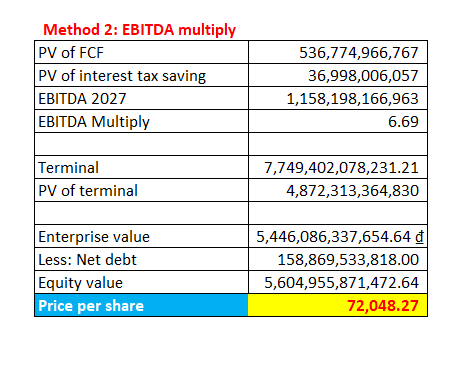 Method 2: EBITDA multiply
PV of FCF 536,774,966,767
PV of interest tax saving 36,998,006,057
EBITDA 2027 1,158,198,166,963
EBITDA Multiply 6.69
Terminal 7,749,402,078,231.21
PV of terminal 4,872,313,364,830
Enterprise value 5,446,086,337,654.64 ₫
Less: Net debt 158,869,533,818.00
Equity value 5,604,955,871,472.64
Price per share 72,048.27